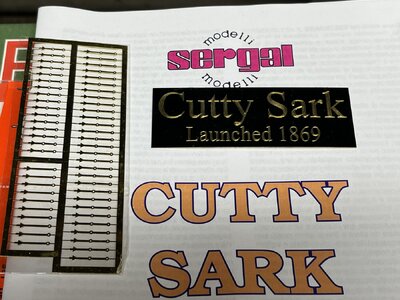 modelli
sergal
modelli
Cutty Sark
Launched 1869
CUTTY
SARK